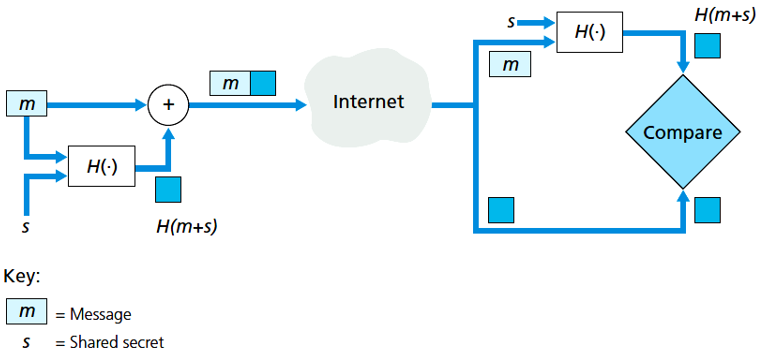 m
H(·)
s
H(m+s)
+
m
Internet
s
H(·)
H(m+s)
m
Compare
Key:
m = Message
s = Shared secret